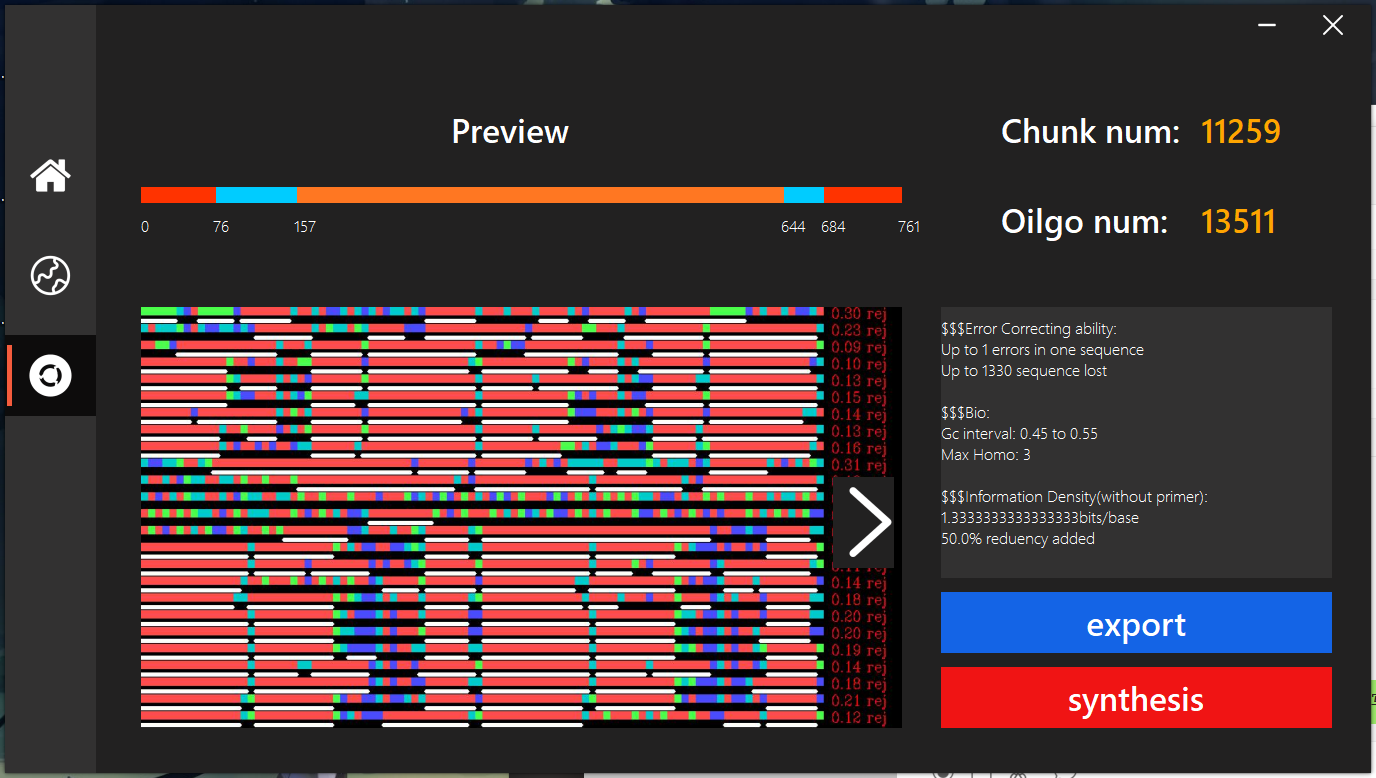 Preview
Chunk num: 11259
0 76 157 644 684 761
Oilgo num: 13511
0.30 rej
0.23 rej
0.09 rej
0.10 rej
0.13 rej
0.15 rej
0.14 rej
0.13 rej
0.16 rej
0.31 rej
0.14 rej
0.18 rej
0.20 rej
0.20 rej
0.19 rej
0.14 rej
0.18 rej
0.21 rej
0.12 rej
$$$Error Correcting ability:
Up to 1 errors in one sequence
Up to 1330 sequence lost
$$$Bio:
Gc interval: 0.45 to 0.55
Max Homo: 3
$$$Information Density(without primer):
1.3333333333333333bits/base
50.0% reduency added
export
synthesis